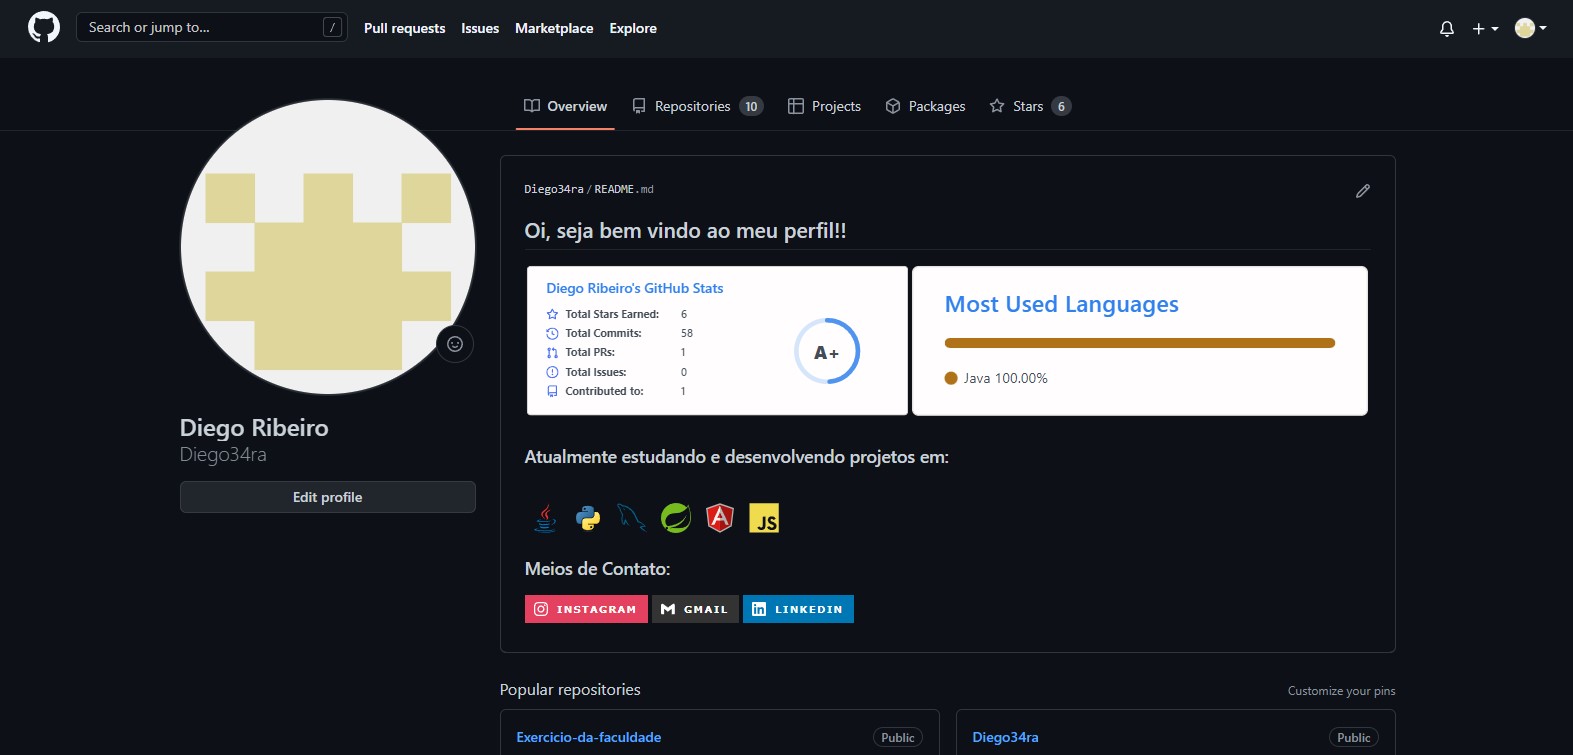 Search or jump to... / Pull requests Issues Marketplace Explore
Overview Repositories 10 Projects Packages Stars 6
Diego34ra / README.md
Oi, seja bem vindo ao meu perfil!!
Diego Ribeiro's GitHub Stats
Total Stars Earned: 6
Total Commits: 58
Total PRs: 1
Total Issues: 0
Contributed to: 1
A+
Most Used Languages
Java 100.00%
Diego Ribeiro
Diego34ra
Edit profile
Atualmente estudando e desenvolvendo projetos em:
JS
Meios de Contato:
INSTAGRAM GMAIL in LINKEDIN
Popular repositories Customize your pins
Exercicio-da-faculdade Public Diego34ra Public